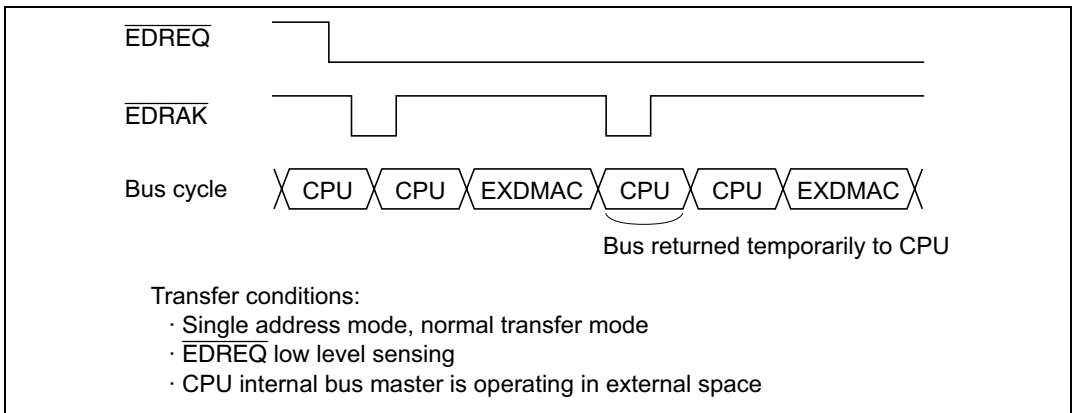 EDREQ
EDRAK
Bus cycle CPU CPU EXDMAC CPU CPU EXDMAC
Bus returned temporarily to CPU
Transfer conditions:
· Single address mode, normal transfer mode
· EDREQ low level sensing
· CPU internal bus master is operating in external space